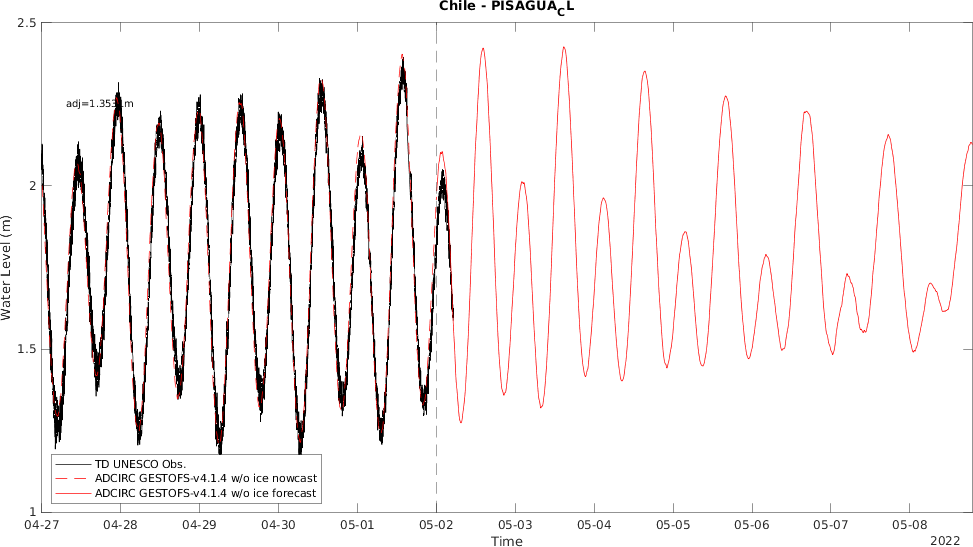 Chile - PISAGUA_CL
2.5
adj=1.353 m
2
Water Level (m)
1.5
TD UNESCO Obs.
ADCIRC GESTOFS-v4.1.4 w/o ice nowcast
ADCIRC GESTOFS-v4.1.4 w/o ice forecast
1
04-27 04-28 04-29 04-30 05-01 05-02 05-03 05-04 05-05 05-06 05-07 05-08
Time
2022